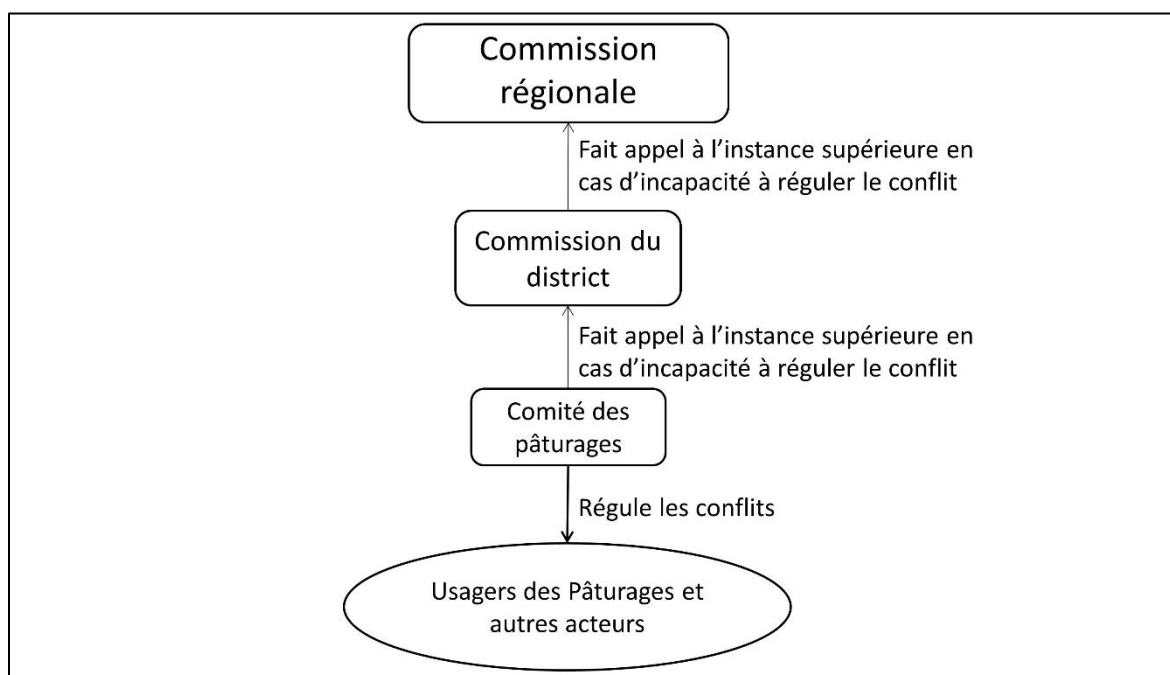 Commission
régionale
Fait appel à l’instance supérieure en
cas d’incapacité à réguler le conflit
Commission du
district
Fait appel à l’instance supérieure en
cas d’incapacité à réguler le conflit
Comité des
pâturages
Régule les conflits
Usagers des Pâturages et
autres acteurs